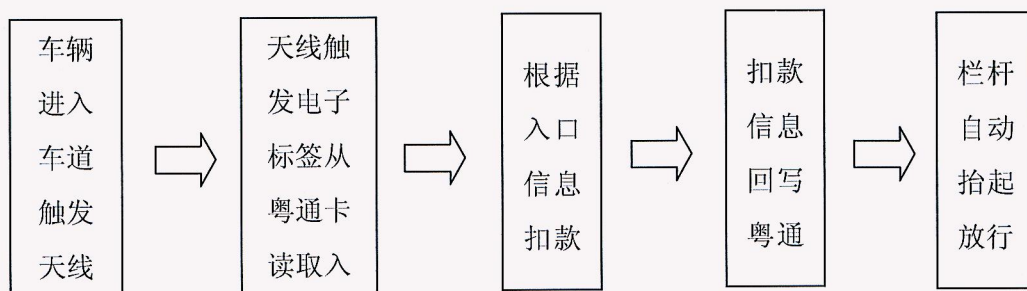 车辆
进入
车道
触发
天线
天线触
发电子
标签从
粤通卡
读取入
根据
入口
信息
扣款
扣款
信息
回写
粤通
栏杆
自动
抬起
放行